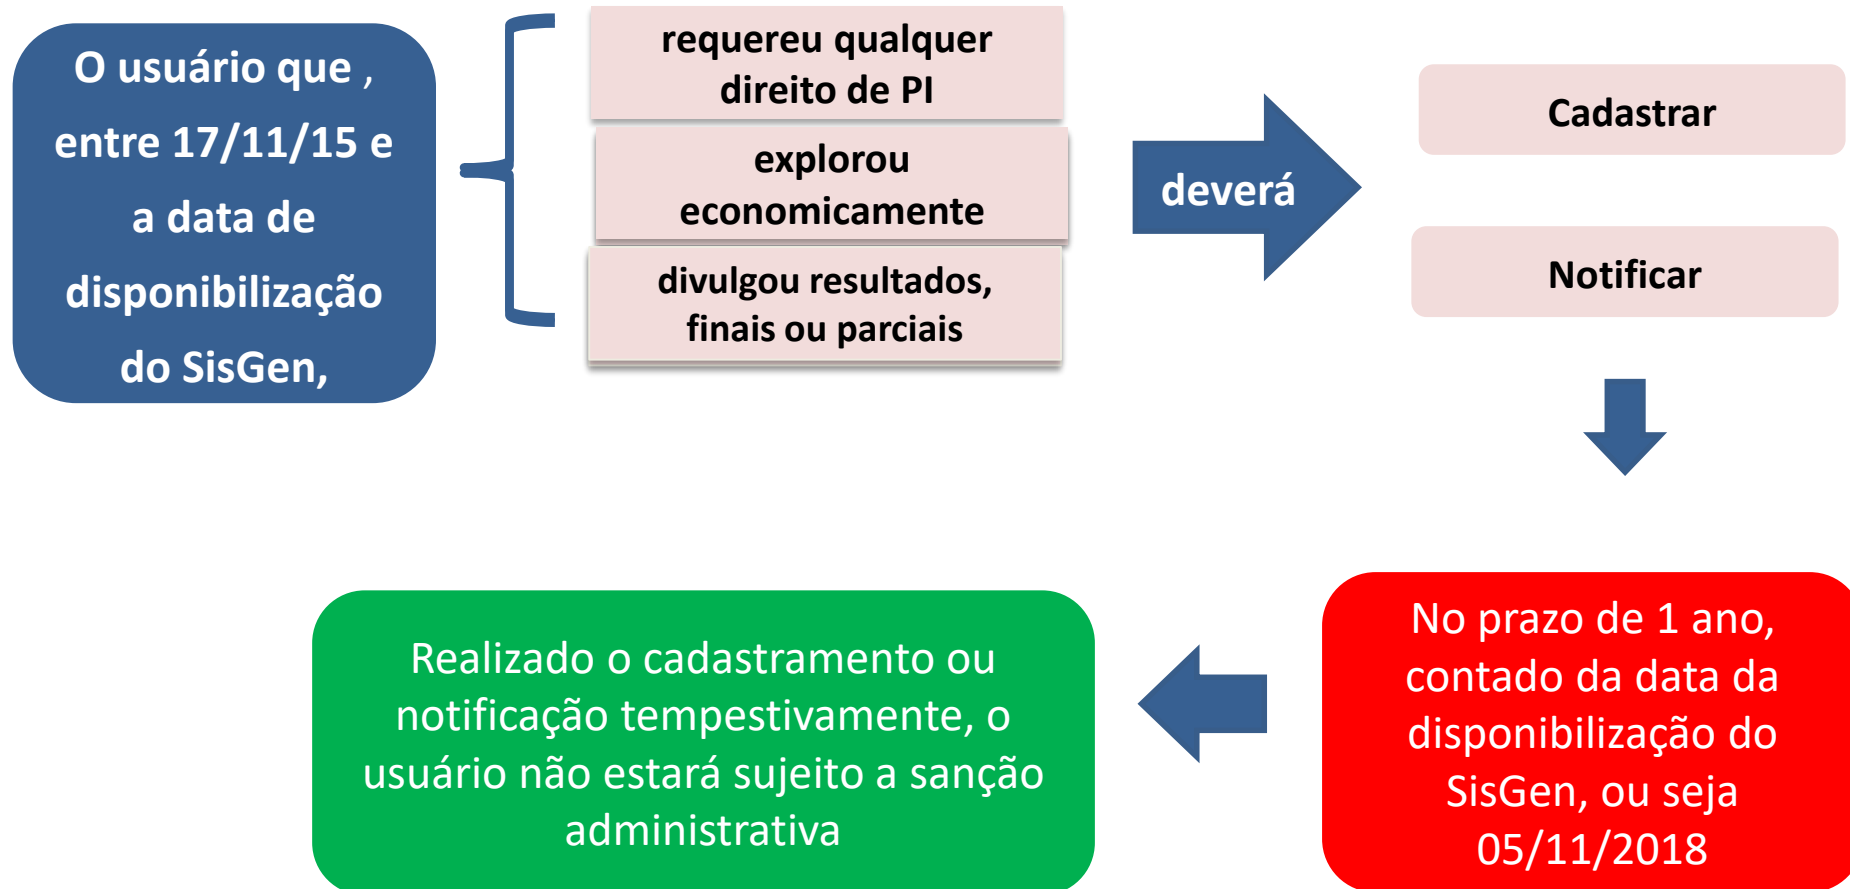 O usuário que ,
entre 17/11/15 e
a data de
disponibilização
do SisGen,
requereu qualquer
direito de PI
explorou
economicamente
divulgou resultados,
finais ou parciais
deverá
Cadastrar
Notificar
No prazo de 1 ano,
contado da data da
disponibilização do
SisGen, ou seja
05/11/2018
Realizado o cadastramento ou
notificação tempestivamente, o
usuário não estará sujeito a sanção
administrativa